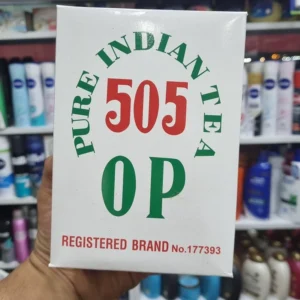 PURE INDIAN TEA
505
OP
REGISTERED BRAND No.177393